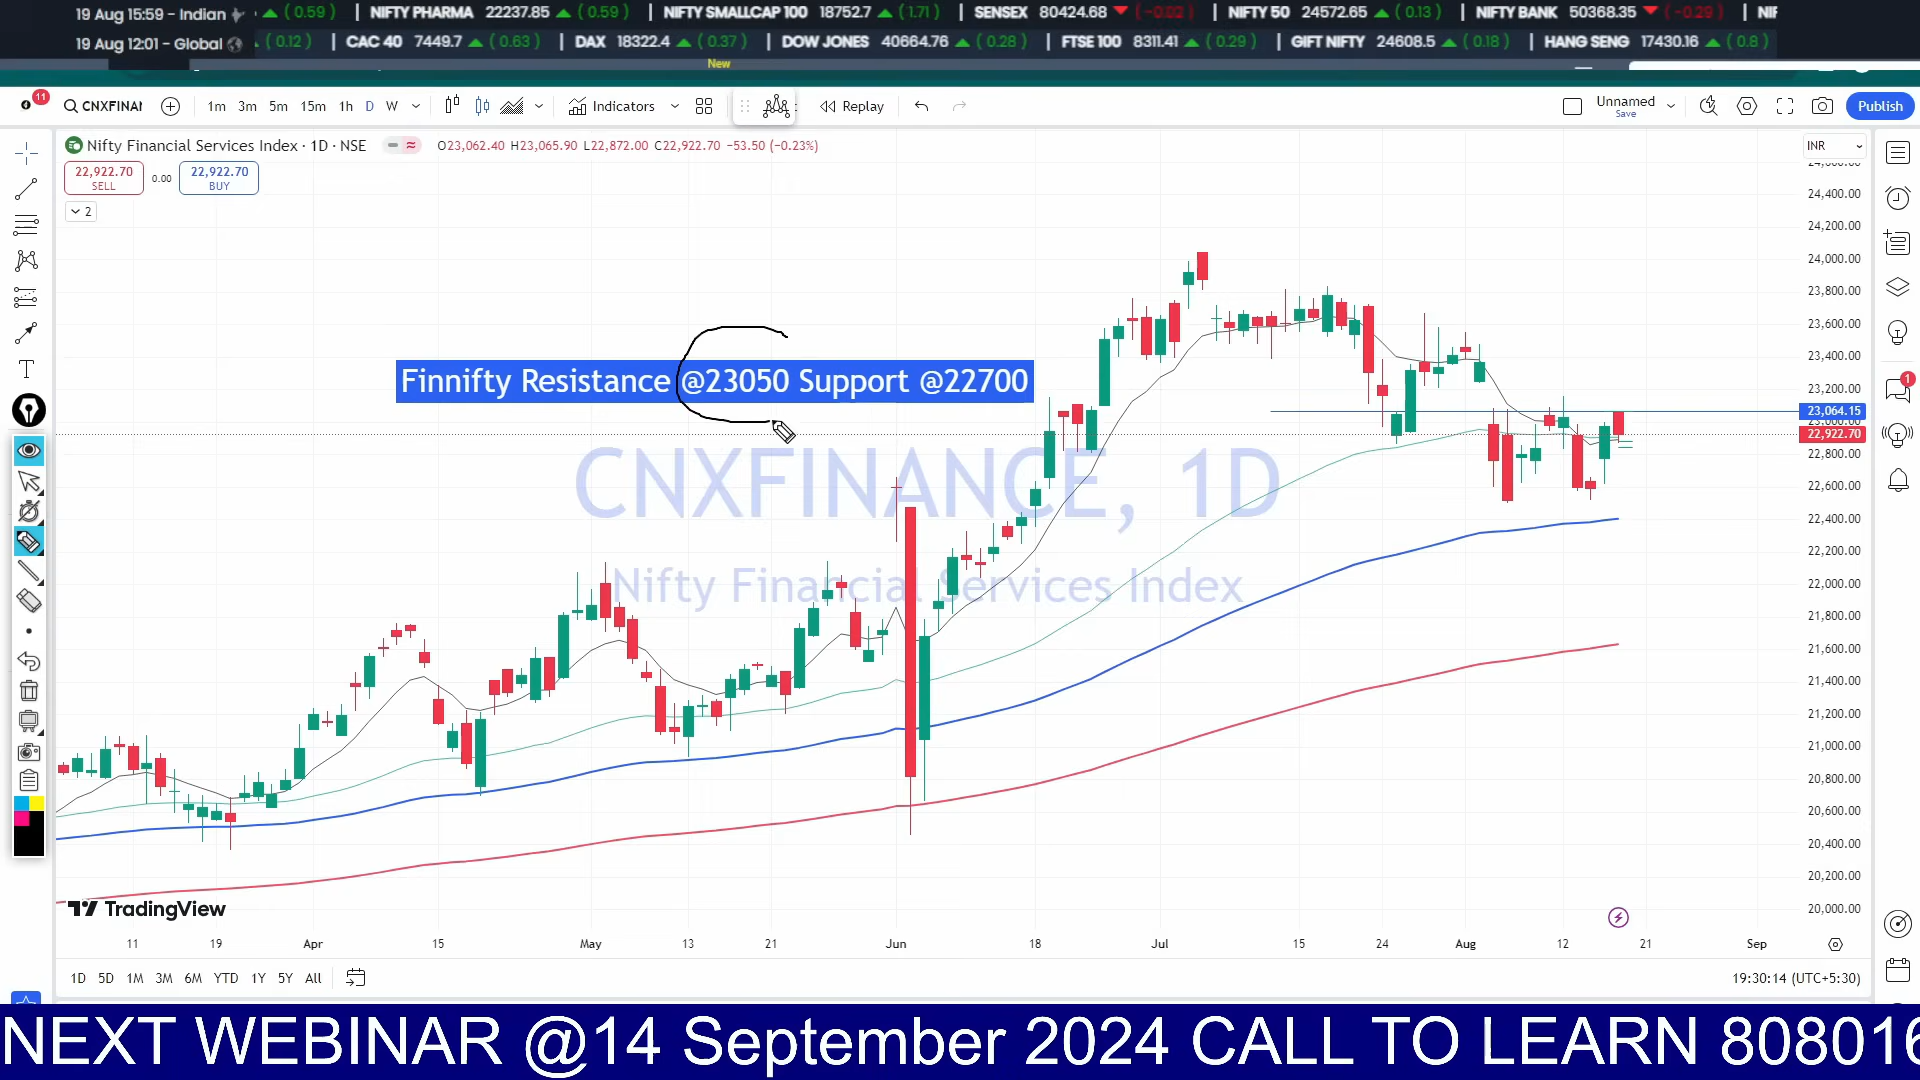 19 Aug 15:59 - Indian ( 0.59 ) | NIFTY PHARMA 22237.85 ( 0.59 ) | NIFTY SMALLCAP 100 18752.7 ( 1.71 ) | SENSEX 80424.68 ( -0.02 ) | NIFTY 50 24572.65 ( 0.13 ) | NIFTY BANK 50368.35 ( -0.29 ) | NIF
19 Aug 12:01 - Global ( 0.12 ) | CAC 40 7449.7 ( 0.63 ) | DAX 18322.4 ( 0.37 ) | DOW JONES 40664.76 ( 0.28 ) | FTSE 100 8311.41 ( 0.29 ) | GIFT NIFTY 24608.5 ( 0.18 ) | HANG SENG 17430.16 ( 0.8 )
New
11 CNXFINAN 1m 3m 5m 15m 1h D W Indicators Replay Unnamed Save Publish
Nifty Financial Services Index · 1D · NSE O23,062.40 H23,065.90 L22,872.00 C22,922.70 −53.50 (−0.23%) INR
22,922.70 SELL 0.00 22,922.70 BUY
2
24,400.00
24,200.00
24,000.00
23,800.00
23,600.00
23,400.00
Finnifty Resistance @23050 Support @22700
23,200.00
23,064.15
22,922.70
22,800.00
22,600.00
22,400.00
22,200.00
22,000.00
21,800.00
21,600.00
21,400.00
21,200.00
21,000.00
20,800.00
20,600.00
20,400.00
20,200.00
20,000.00
CNXFINANCE, 1D
Nifty Financial Services Index
1
T
TradingView
11 19 Apr 15 May 13 21 Jun 18 Jul 15 24 Aug 12 21 Sep
1D 5D 1M 3M 6M YTD 1Y 5Y All 19:30:14 (UTC+5:30)
NEXT WEBINAR @14 September 2024 CALL TO LEARN 808016